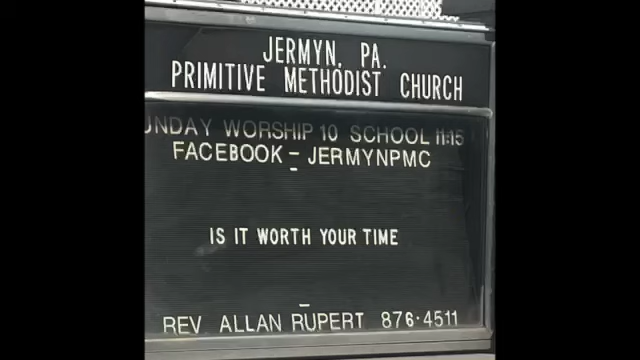 JERMYN, PA.
PRIMITIVE METHODIST CHURCH
UNDAY WORSHIP 10 SCHOOL 11:15
FACEBOOK - JERMYNPMC
IS IT WORTH YOUR TIME
REV ALLAN RUPERT 876-4511